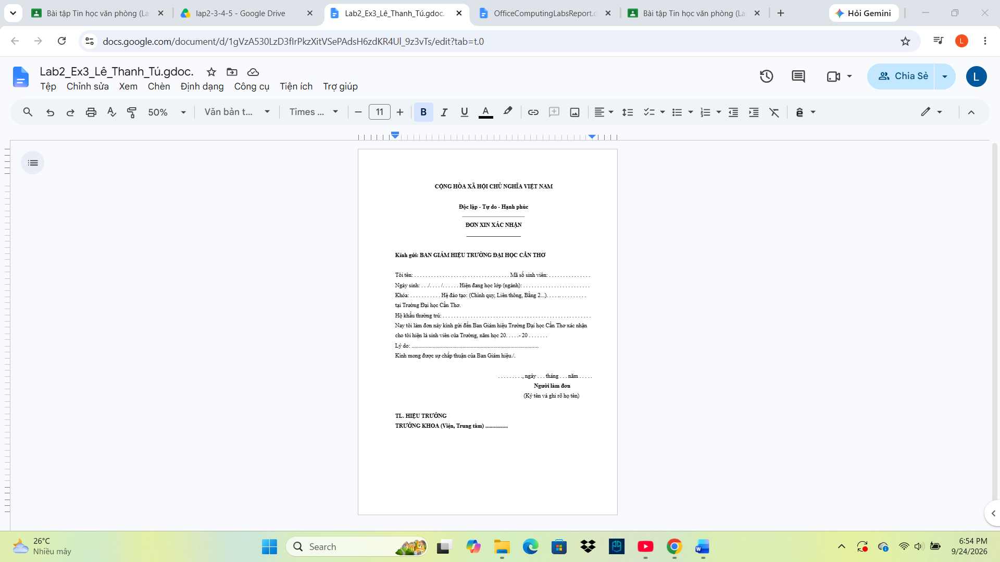 Bài tập Tin học văn phòng (La
lap2-3-4-5 - Google Drive
Lab2_Ex3_Lê_Thanh_Tú.gdoc.
OfficeComputingLabsReport.d
Bài tập Tin học văn phòng (La
Hỏi Gemini
docs.google.com/document/d/1gVzA530LzD3fIrPkzXitVSePAdsH6zdKR4Ul_9z3vTs/edit?tab=t.0
L
Lab2_Ex3_Lê_Thanh_Tú.gdoc.
Tệp Chỉnh sửa Xem Chèn Định dạng Công cụ Tiện ích Trợ giúp
Chia Sẻ
L
50% Văn bản t... Times ... 11 B I U A ê
CỘNG HÒA XÃ HỘI CHỦ NGHĨA VIỆT NAM
Độc lập - Tự do - Hạnh phúc
ĐƠN XIN XÁC NHẬN
Kính gửi: BAN GIÁM HIỆU TRƯỜNG ĐẠI HỌC CẦN THƠ
Tôi tên: . . . . . . . . . . . . . . . . . . . . . . . . . . . . . . . . . . Mã số sinh viên: . . . . . . . . . . . . . . .
Ngày sinh: . . ./. . . . /. . . . . . Hiện đang học lớp (ngành): . . . . . . . . . . . . . . . . . . . . . . . .
Khóa: . . . . . . . . . . . Hệ đào tạo: (Chính quy, Liên thông, Bằng 2...). . . . .. . . . . . . . . .
tại Trường Đại học Cần Thơ.
Hộ khẩu thường trú: . . . . . . . . . . . . . . . . . . . . . . . . . . . . . . . . . . . . . . . . . . . . . . . . . . . . .
Nay tôi làm đơn này kính gửi đến Ban Giám hiệu Trường Đại học Cần Thơ xác nhận
cho tôi hiện là sinh viên của Trường, năm học 20. . . . .- 20 . . . . . . .
Lý do: ..........................................................................................
Kính mong được sự chấp thuận của Ban Giám hiệu./.
. . . . . . . . ., ngày . . . tháng . . . năm . . . . .
Người làm đơn
(Ký tên và ghi rõ họ tên)
TL. HIỆU TRƯỞNG
TRƯỞNG KHOA (Viện, Trung tâm) ................
26°C
Nhiều mây
Search
6:54 PM
9/24/2026